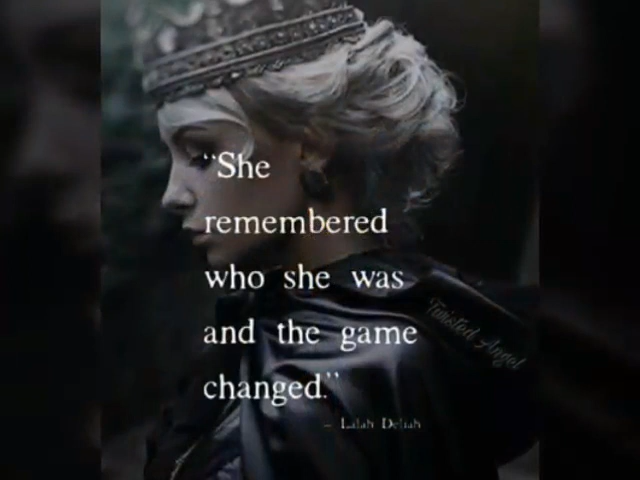 “She
remembered
who she was
and the game
changed.”
– Lalah Deliah
Twisted Angel